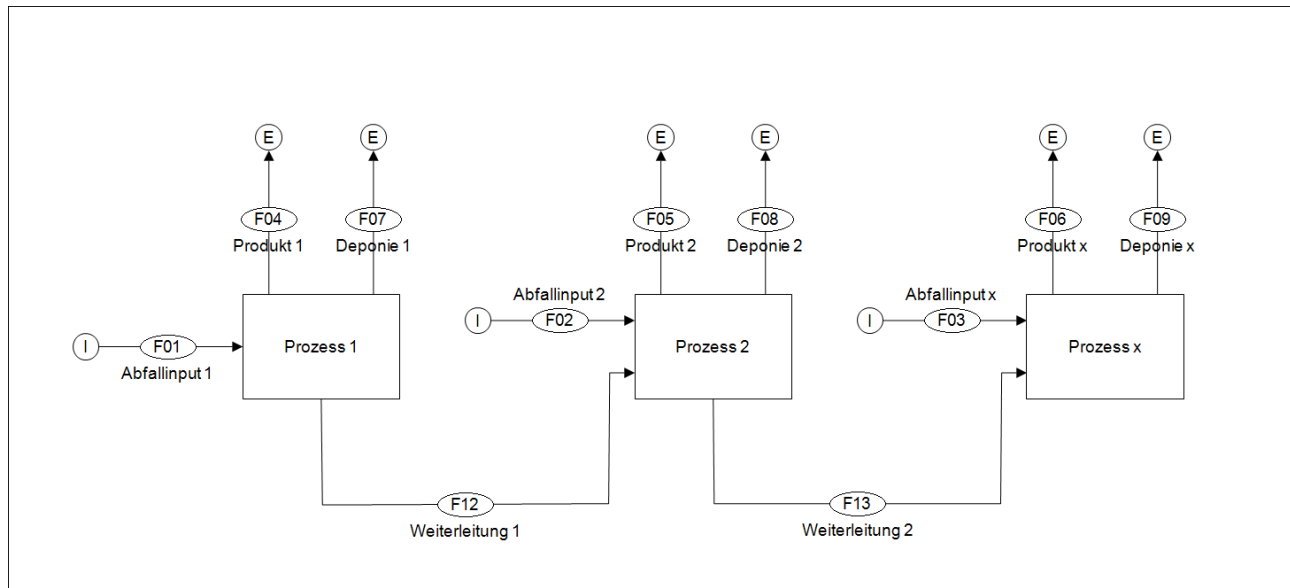 E E E E E E
F04 F07 F05 F08 F06 F09
Produkt 1 Deponie 1 Produkt 2 Deponie 2 Produkt x Deponie x
Abfallinput 2 Abfallinput x
I F02 I F03
I F01 Prozess 1 Prozess 2 Prozess x
Abfallinput 1
F12 F13
Weiterleitung 1 Weiterleitung 2